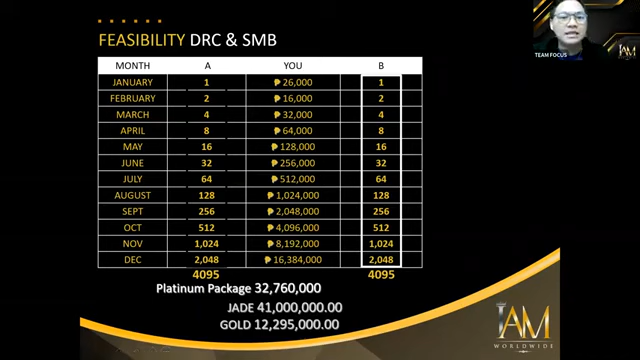 FEASIBILITY DRC & SMB
MONTH A YOU B
JANUARY 1 ₱ 26,000 1
FEBRUARY 2 ₱ 16,000 2
MARCH 4 ₱ 32,000 4
APRIL 8 ₱ 64,000 8
MAY 16 ₱ 128,000 16
JUNE 32 ₱ 256,000 32
JULY 64 ₱ 512,000 64
AUGUST 128 ₱ 1,024,000 128
SEPT 256 ₱ 2,048,000 256
OCT 512 ₱ 4,096,000 512
NOV 1,024 ₱ 8,192,000 1,024
DEC 2,048 ₱ 16,384,000 2,048
4095 4095
Platinum Package 32,760,000
JADE 41,000,000.00
GOLD 12,295,000.00
TEAM FOCUS
IAM
IAM
WORLDWIDE